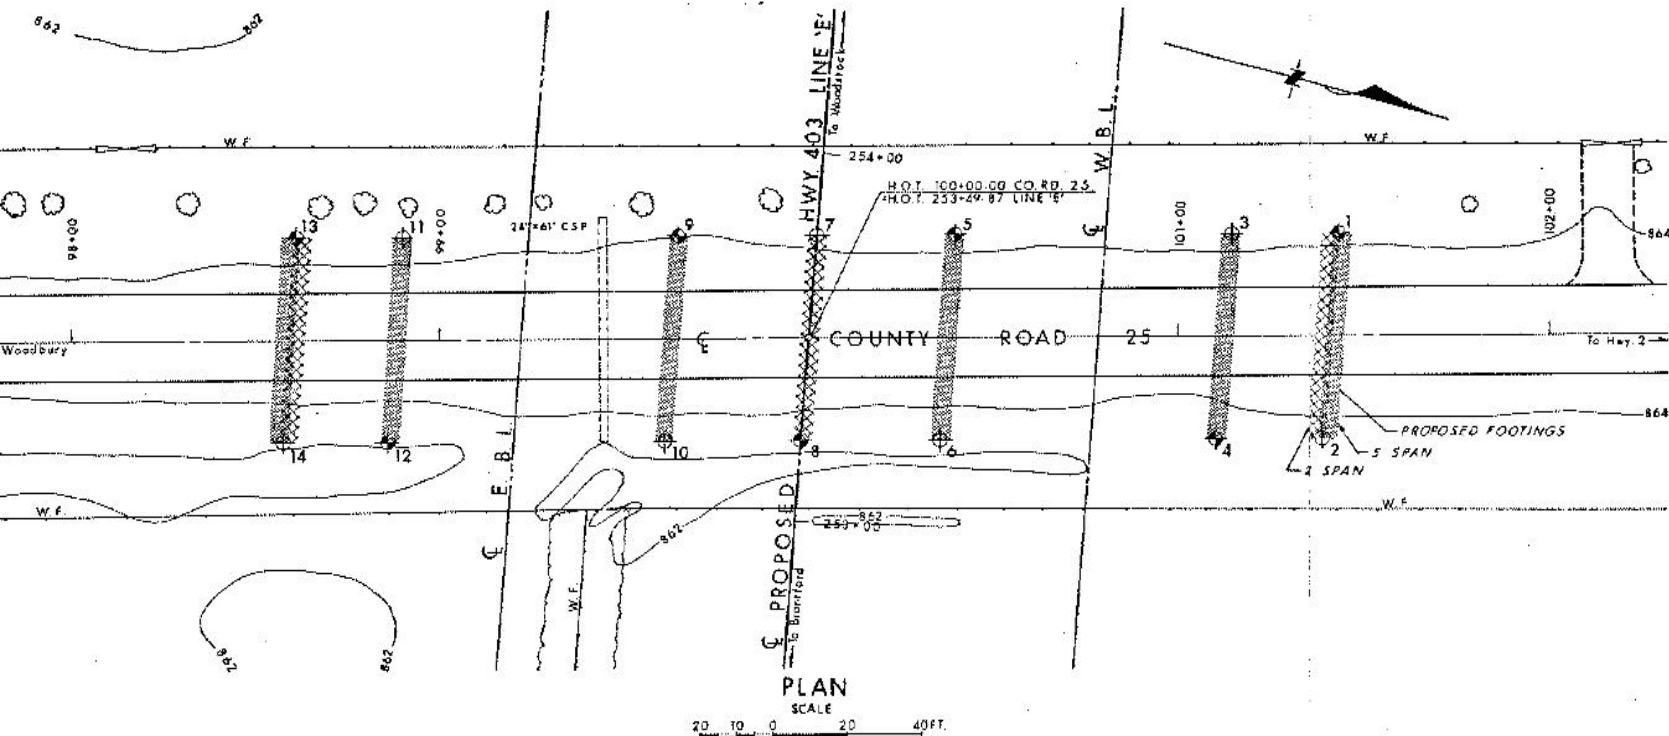 862
862
W.F.
HWY. 403 LINE 'E'
To Woodstock
254+00
H.O.T. 100+00.00 CO. RD. 25
=H.O.T. 253+49.87 LINE 'E'
W.B.L.
W.F.
98+00
99+00
101+00
102+00
24"x61' C.S.P.
13
11
9
7
5
3
1
864
Woodbury
COUNTY ROAD 25
To Hwy. 2
864
14
12
10
8
6
4
2
PROPOSED FOOTINGS
5 SPAN
2 SPAN
E.B.L.
W.F.
W.F.
862
862
253+00
W.F.
PROPOSED
To Brantford
862
862
PLAN
SCALE
20 10 0 20 40 FT.